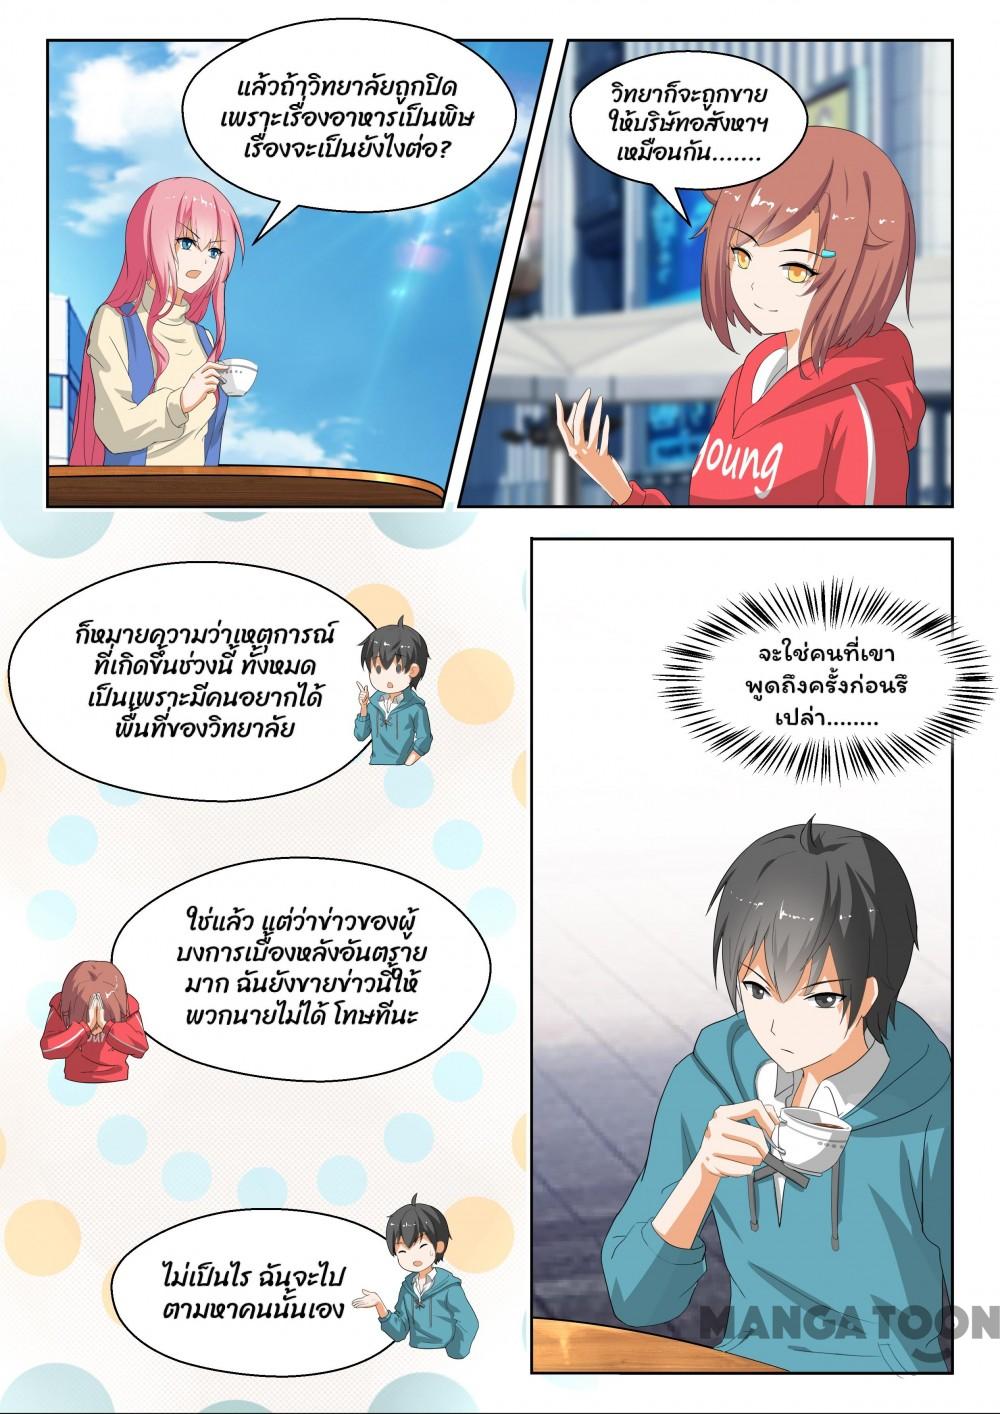 แล้วถ้าวิทยาลัยถูกปิด
เพราะเรื่องอาหารเป็นพิษ
เรื่องจะเป็นยังไงต่อ?
วิทยาก็จะถูกขาย
ให้บริษัทอสังหาฯ
เหมือนกัน.......
young
ก็หมายความว่าเหตุการณ์
ที่เกิดขึ้นช่วงนี้ ทั้งหมด
เป็นเพราะมีคนอยากได้
พื้นที่ของวิทยาลัย
จะใช่คนที่เขา
พูดถึงครั้งก่อนรึ
เปล่า........
ใช่แล้ว แต่ว่าข่าวของผู้
บงการเบื้องหลังอันตราย
มาก ฉันยังขายข่าวนี้ให้
พวกนายไม่ได้ โทษทีนะ
ไม่เป็นไร ฉันจะไป
ตามหาคนนั้นเอง
MANGATOON